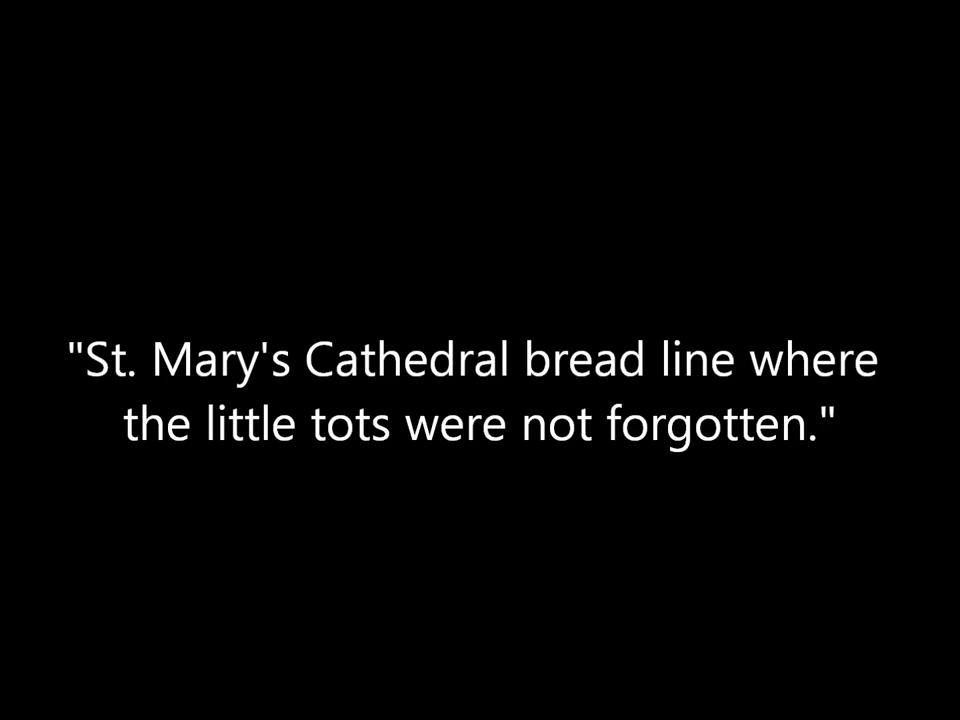 "St. Mary's Cathedral bread line where
the little tots were not forgotten."